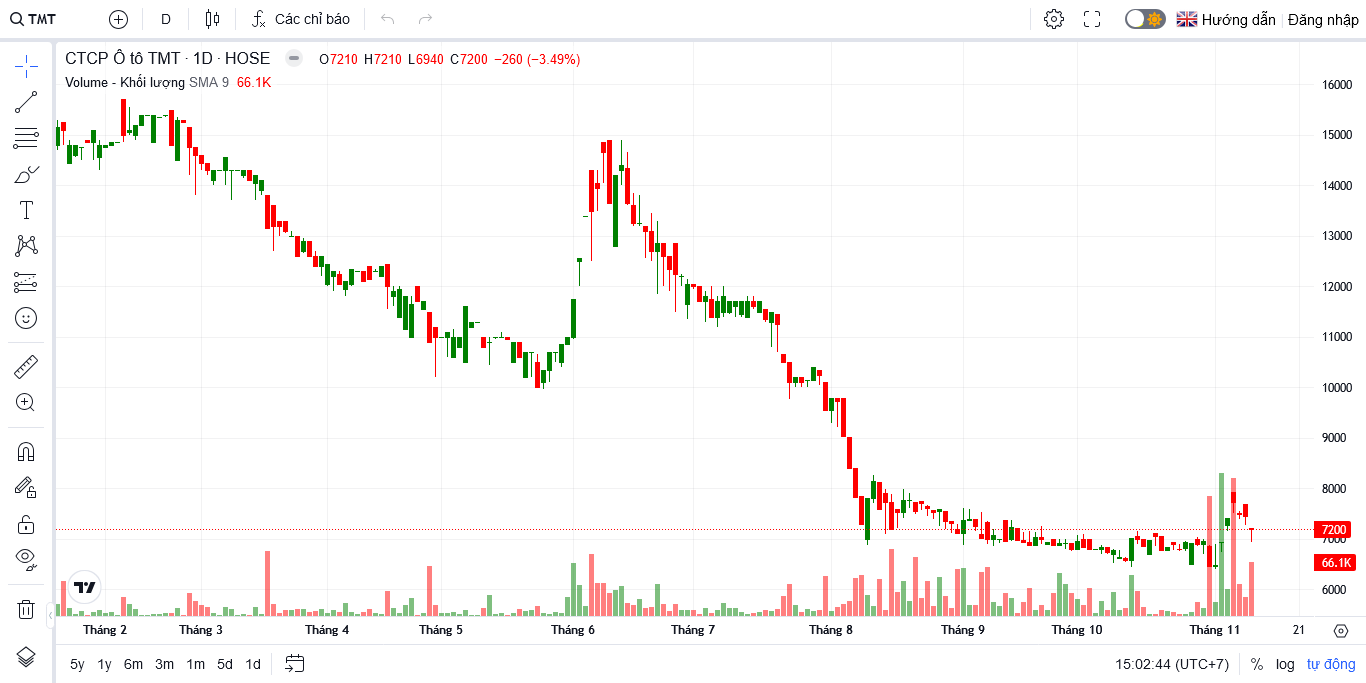 TMT D Các chỉ báo Hướng dẫn Đăng nhập
CTCP Ô tô TMT · 1D · HOSE O7210 H7210 L6940 C7200 −260 (−3.49%)
Volume - Khối lượng SMA 9 66.1K
16000
15000
14000
13000
12000
11000
10000
9000
8000
7200
7000
66.1K
6000
Tháng 2 Tháng 3 Tháng 4 Tháng 5 Tháng 6 Tháng 7 Tháng 8 Tháng 9 Tháng 10 Tháng 11 21
5y 1y 6m 3m 1m 5d 1d 15:02:44 (UTC+7) % log tự động